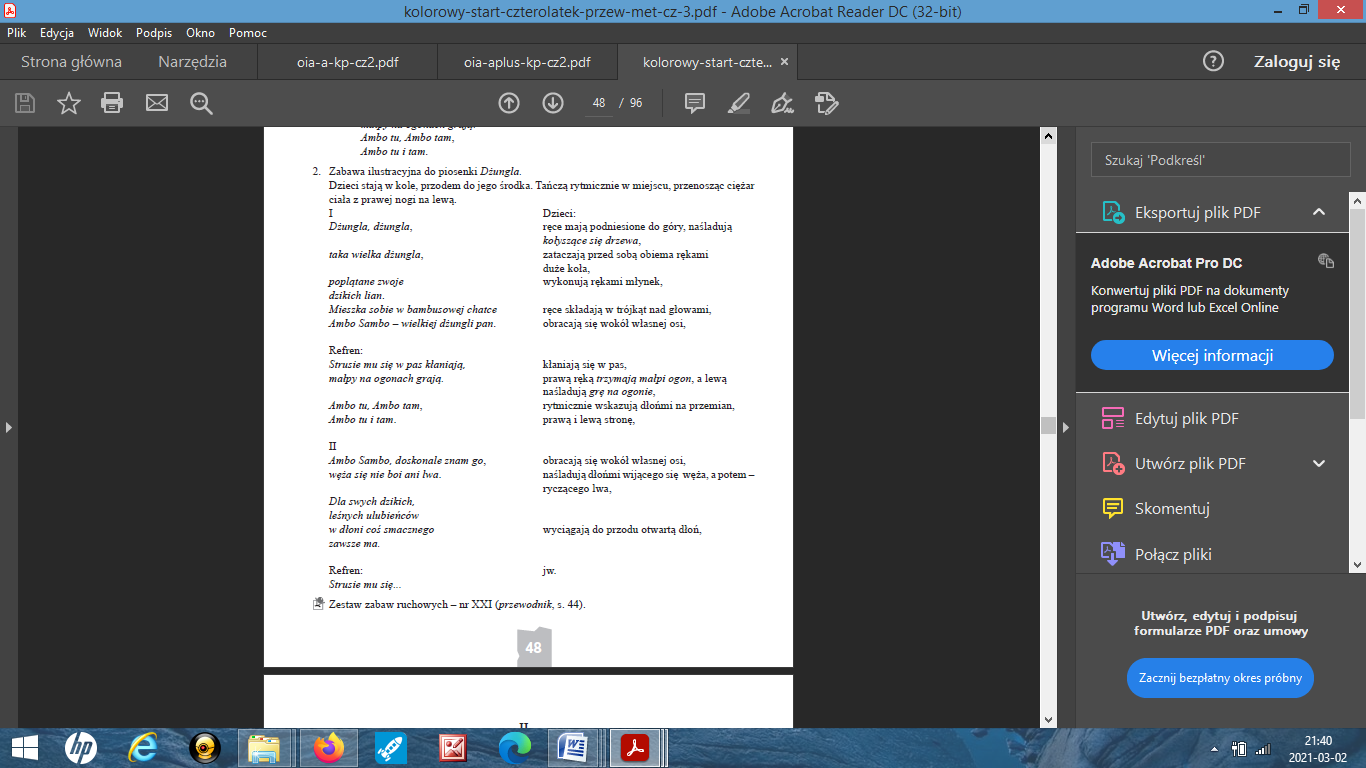 kolorowy-start-czterolatek-przew-met-cz-3.pdf - Adobe Acrobat Reader DC (32-bit)
Plik Edycja Widok Podpis Okno Pomoc
Strona główna Narzędzia oia-a-kp-cz2.pdf oia-aplus-kp-cz2.pdf kolorowy-start-czte... × ? Zaloguj się
48 / 96
małpy na ogonach grają.
Ambo tu, Ambo tam,
Ambo tu i tam.
2. Zabawa ilustracyjna do piosenki Dżungla.
Dzieci stają w kole, przodem do jego środka. Tańczą rytmicznie w miejscu, przenosząc ciężar
ciała z prawej nogi na lewą.
I Dzieci:
Dżungla, dżungla, ręce mają podniesione do góry, naśladują
kołyszące się drzewa,
taka wielka dżungla, zataczają przed sobą obiema rękami
duże koła,
poplątane zwoje wykonują rękami młynek,
dzikich lian.
Mieszka sobie w bambusowej chatce ręce składają w trójkąt nad głowami,
Ambo Sambo – wielkiej dżungli pan. obracają się wokół własnej osi,
Refren:
Strusie mu się w pas kłaniają, kłaniają się w pas,
małpy na ogonach grają. prawą ręką trzymają małpi ogon, a lewą
naśladują grę na ogonie,
Ambo tu, Ambo tam, rytmicznie wskazują dłońmi na przemian,
Ambo tu i tam. prawą i lewą stronę,
II
Ambo Sambo, doskonale znam go, obracają się wokół własnej osi,
węża się nie boi ani lwa. naśladują dłońmi wijącego się węża, a potem –
ryczącego lwa,
Dla swych dzikich,
leśnych ulubieńców
w dłoni coś smacznego wyciągają do przodu otwartą dłoń,
zawsze ma.
Refren: jw.
Strusie mu się...
Zestaw zabaw ruchowych – nr XXI (przewodnik, s. 44).
48
II
Szukaj 'Podkreśl'
Eksportuj plik PDF
Adobe Acrobat Pro DC
Konwertuj pliki PDF na dokumenty
programu Word lub Excel Online
Więcej informacji
Edytuj plik PDF
Utwórz plik PDF
Skomentuj
Połącz pliki
Utwórz, edytuj i podpisuj
formularze PDF oraz umowy
Zacznij bezpłatny okres próbny
hp
21:40
2021-03-02